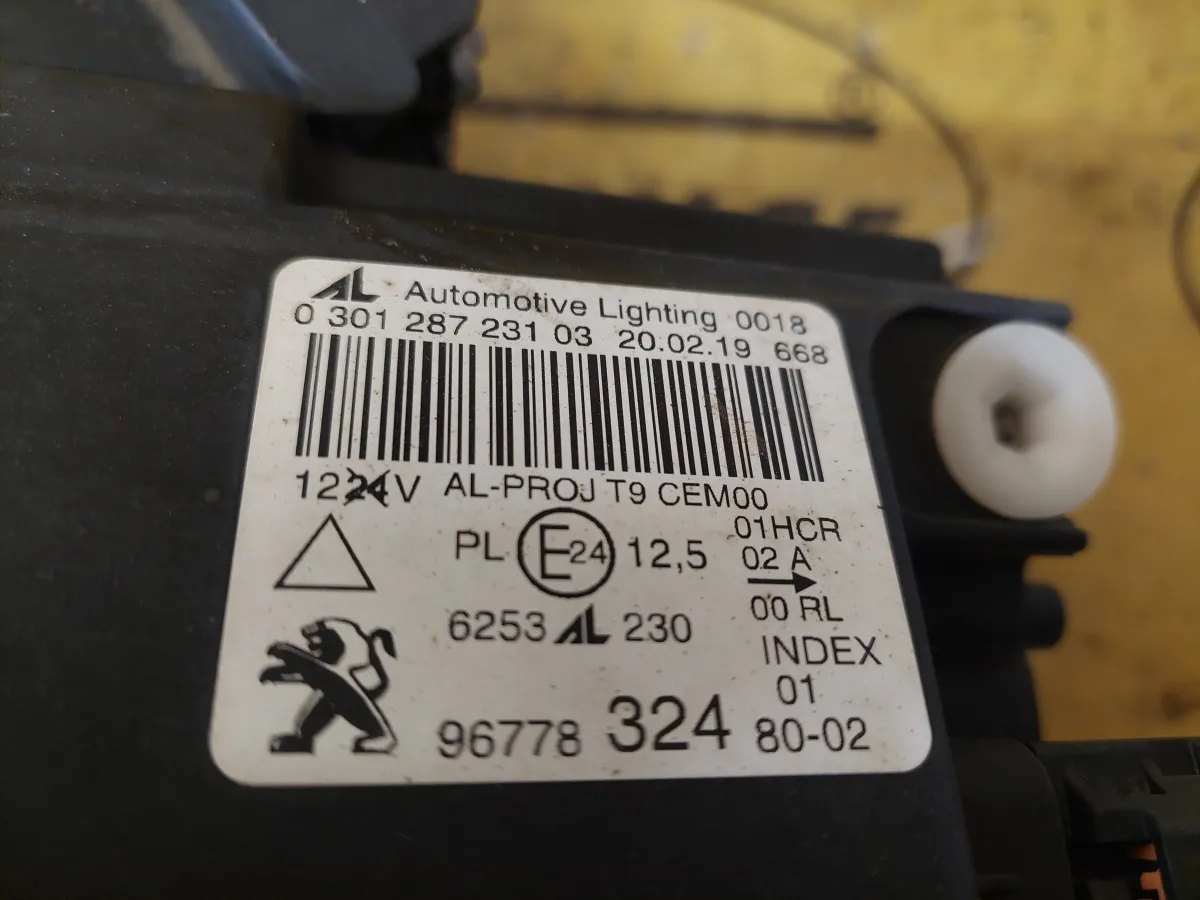 AL Automotive Lighting 0018
0 301 287 231 03 20.02.19 668
1224V AL-PROJ T9 CEM00
01HCR
PL E24 12,5 02 A
00 RL
6253 AL 230
INDEX
01
96778 324 80-02